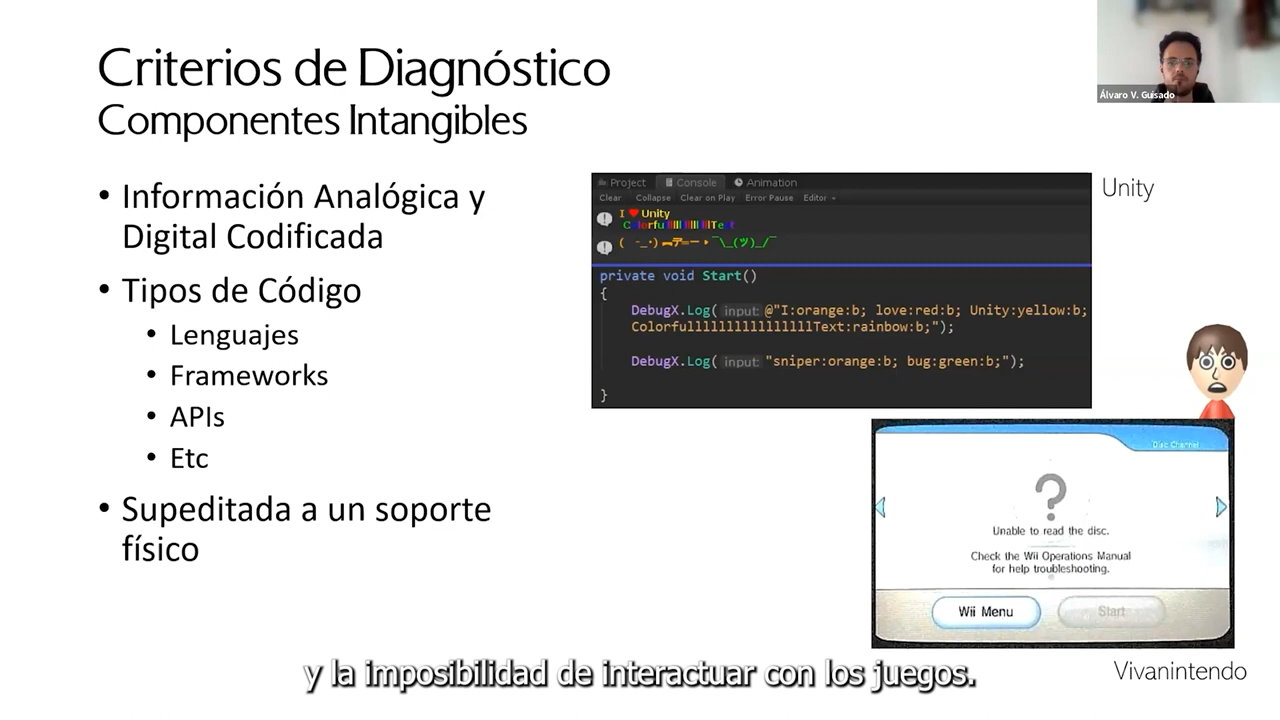 Criterios de Diagnóstico
Componentes Intangibles
Álvaro V. Guisado
• Información Analógica y
Digital Codificada
• Tipos de Código
• Lenguajes
• Frameworks
• APIs
• Etc
• Supeditada a un soporte
físico
Project Console Animation
Clear Collapse Clear on Play Error Pause Editor
I ❤ Unity
private void Start()
{
DebugX.Log( input: @"I:orange:b; love:red:b; Unity:yellow:b;
ColorfulllllllllllllllllText:rainbow:b;");
DebugX.Log( input: "sniper:orange:b; bug:green:b;");
}
Unity
Disc Channel
?
Unable to read the disc.
Check the Wii Operations Manual
for help troubleshooting.
Wii Menu
Start
Vivanintendo
y la imposibilidad de interactuar con los juegos.